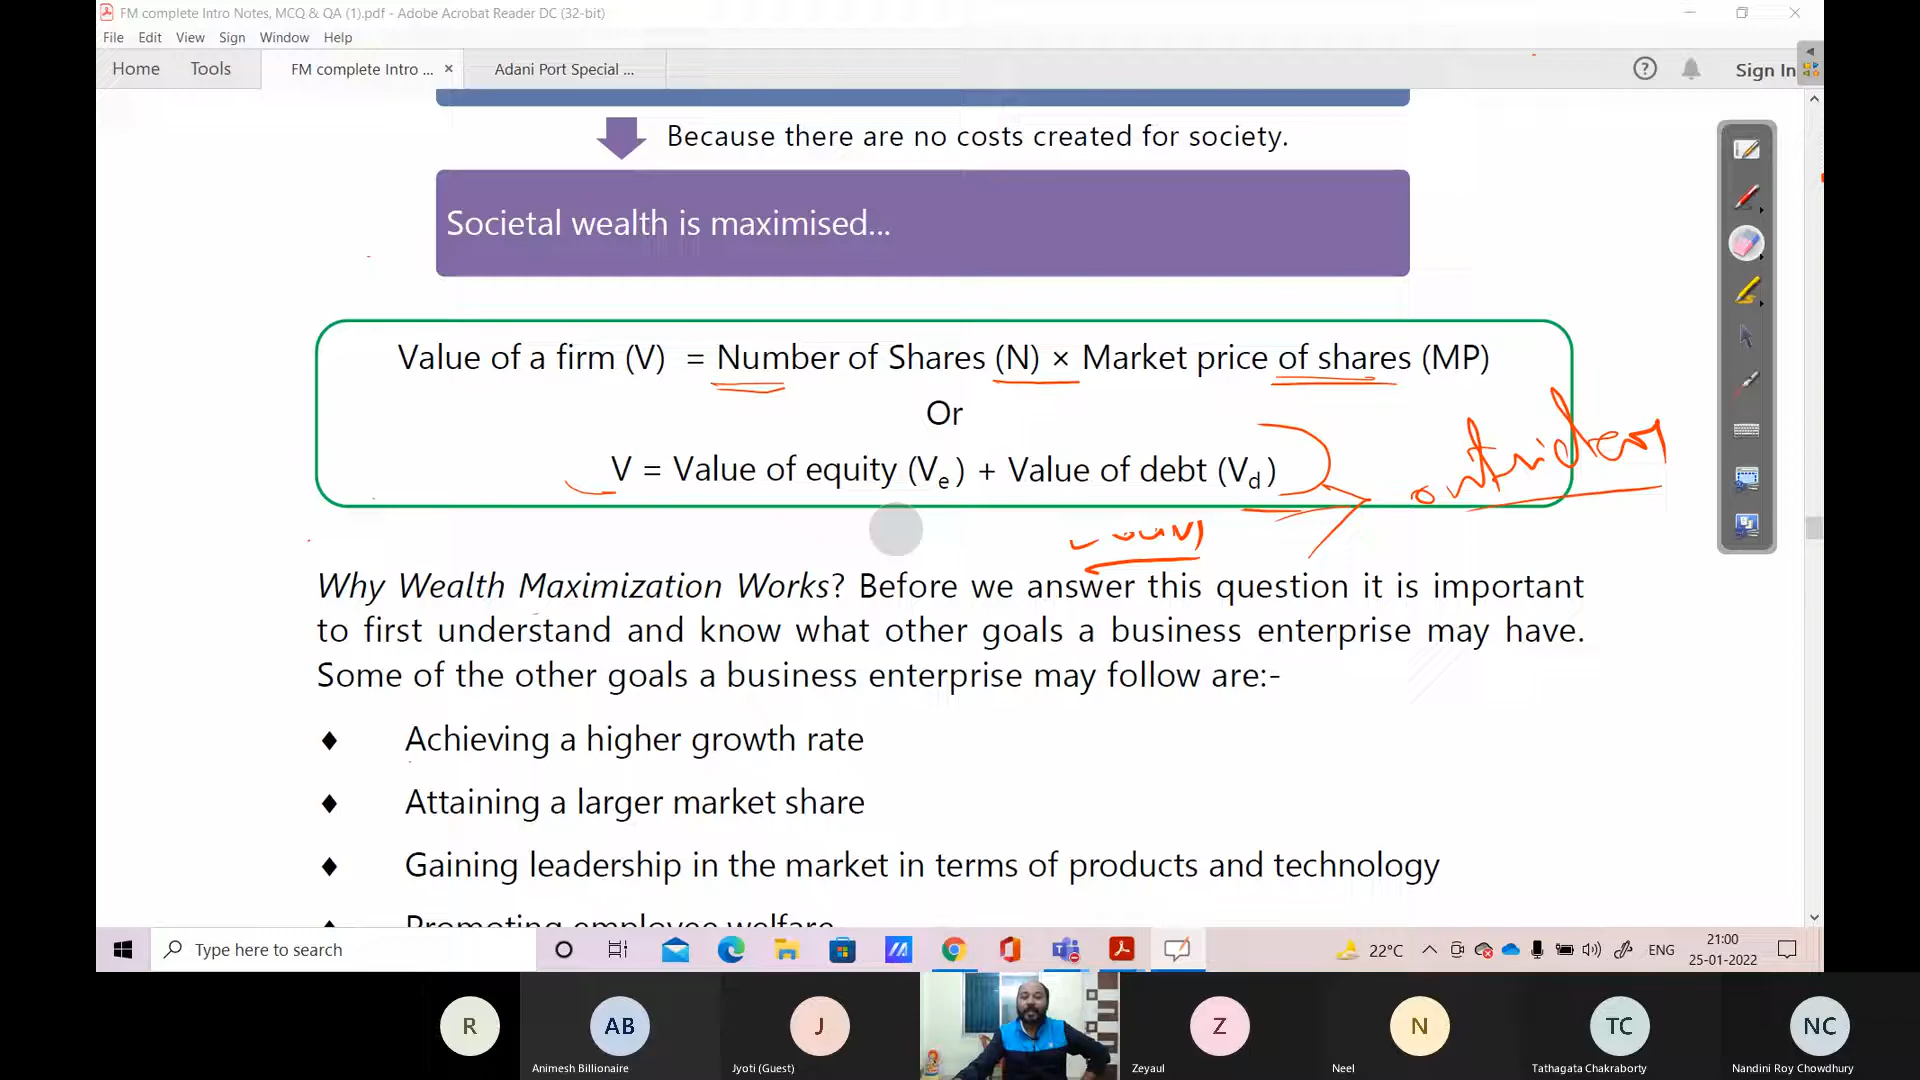 FM complete Intro Notes, MCQ & QA (1).pdf - Adobe Acrobat Reader DC (32-bit)
File Edit View Sign Window Help
Home Tools FM complete Intro ... × Adani Port Special ... Sign In
Because there are no costs created for society.
Societal wealth is maximised...
Value of a firm (V) = Number of Shares (N) × Market price of shares (MP)
Or
V = Value of equity (Ve) + Value of debt (Vd)
Why Wealth Maximization Works? Before we answer this question it is important
to first understand and know what other goals a business enterprise may have.
Some of the other goals a business enterprise may follow are:-
♦ Achieving a higher growth rate
♦ Attaining a larger market share
♦ Gaining leadership in the market in terms of products and technology
♦ Promoting employee welfare
Type here to search
22°C ENG 21:00
25-01-2022
R AB J Z N TC NC
Animesh Billionaire Jyoti (Guest) Zeyaul Neel Tathagata Chakraborty Nandini Roy Chowdhury